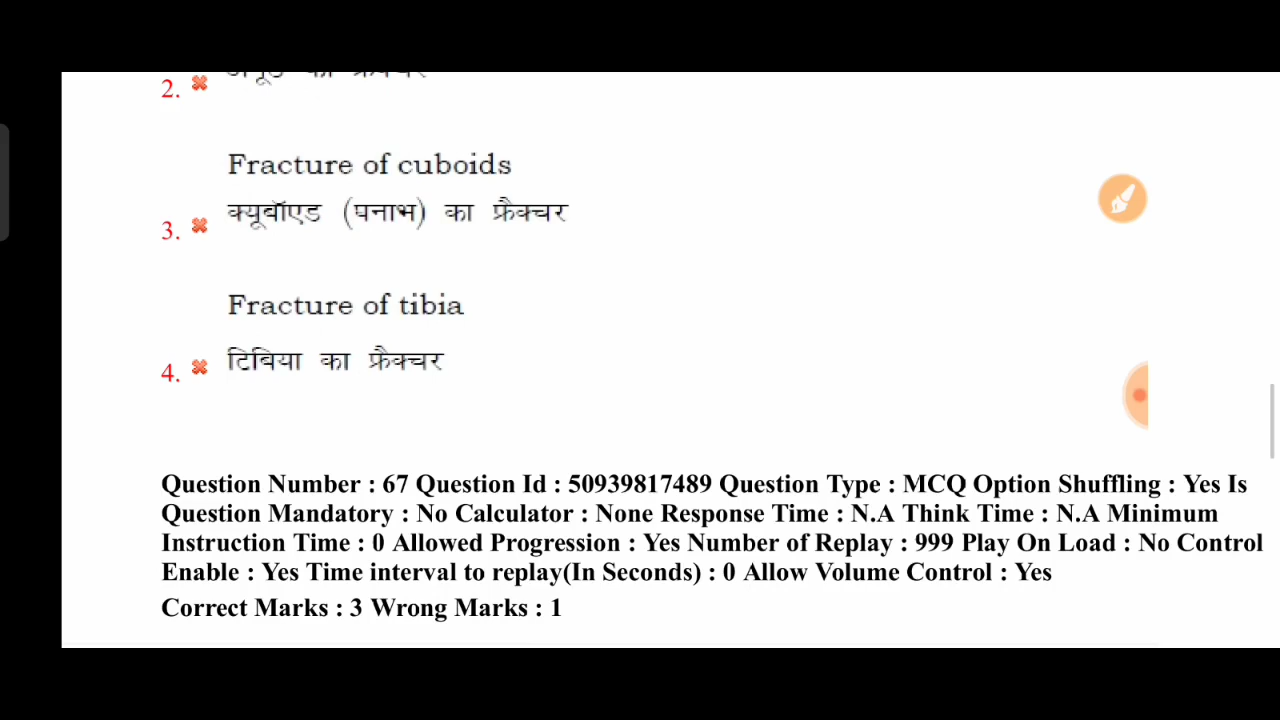 2.
Fracture of cuboids
क्यूबॉएड (घनाभ) का फ्रैक्चर
3.
Fracture of tibia
टिबिया का फ्रैक्चर
4.
Question Number : 67 Question Id : 50939817489 Question Type : MCQ Option Shuffling : Yes Is
Question Mandatory : No Calculator : None Response Time : N.A Think Time : N.A Minimum
Instruction Time : 0 Allowed Progression : Yes Number of Replay : 999 Play On Load : No Control
Enable : Yes Time interval to replay(In Seconds) : 0 Allow Volume Control : Yes
Correct Marks : 3 Wrong Marks : 1